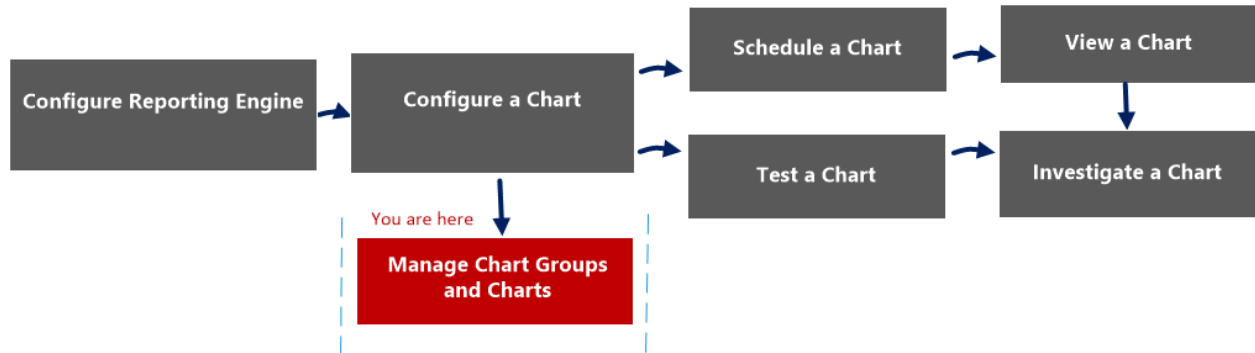 Schedule a Chart
View a Chart
Configure Reporting Engine
Configure a Chart
Test a Chart
Investigate a Chart
You are here
Manage Chart Groups
and Charts